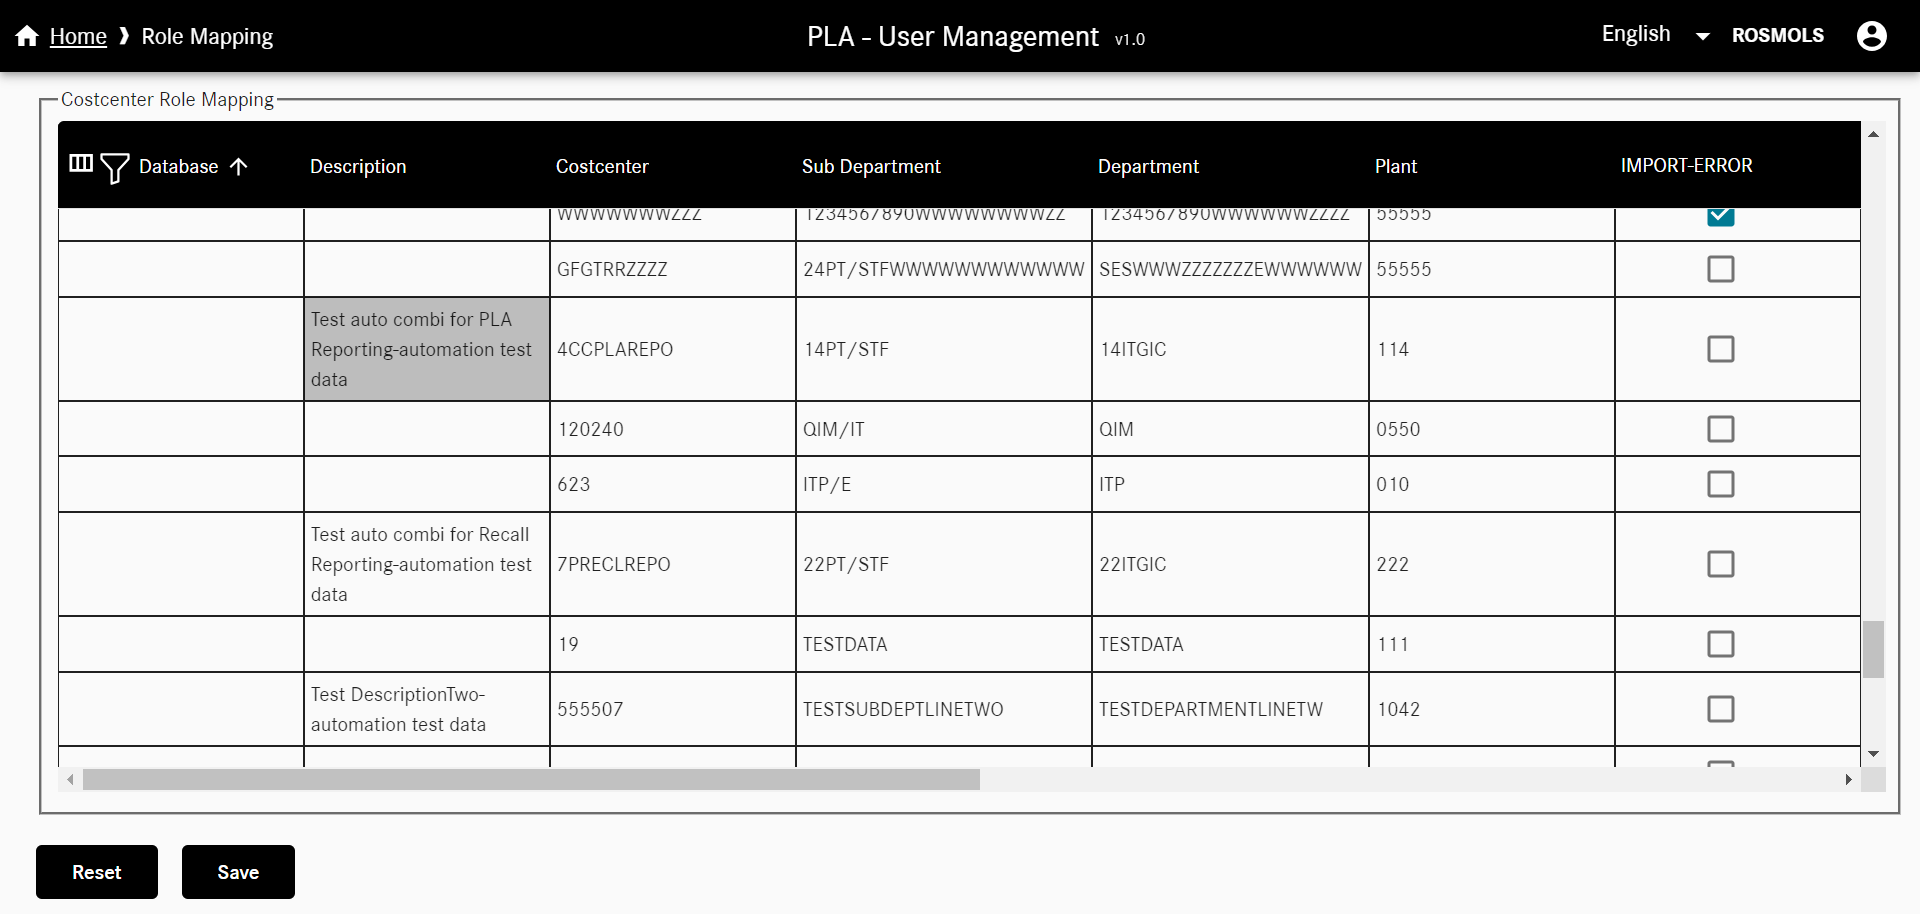 Home ❯ Role Mapping
PLA - User Management v1.0
English
ROSMOLS
Costcenter Role Mapping
Database Description Costcenter Sub Department Department Plant IMPORT-ERROR
WWWWWWWZZZ 1234567890WWWWWWWWWZZ 1234567890WWWWWWZZZZ 55555
GFGTRRZZZZ 24PT/STFWWWWWWWWWWWW SESWWWZZZZZZZEWWWWWW 55555
Test auto combi for PLA
Reporting-automation test
data
4CCPLAREPO 14PT/STF 14ITGIC 114
120240 QIM/IT QIM 0550
623 ITP/E ITP 010
Test auto combi for Recall
Reporting-automation test
data
7PRECLREPO 22PT/STF 22ITGIC 222
19 TESTDATA TESTDATA 111
Test DescriptionTwo-
automation test data
555507 TESTSUBDEPTLINETWO TESTDEPARTMENTLINETW 1042
Reset Save